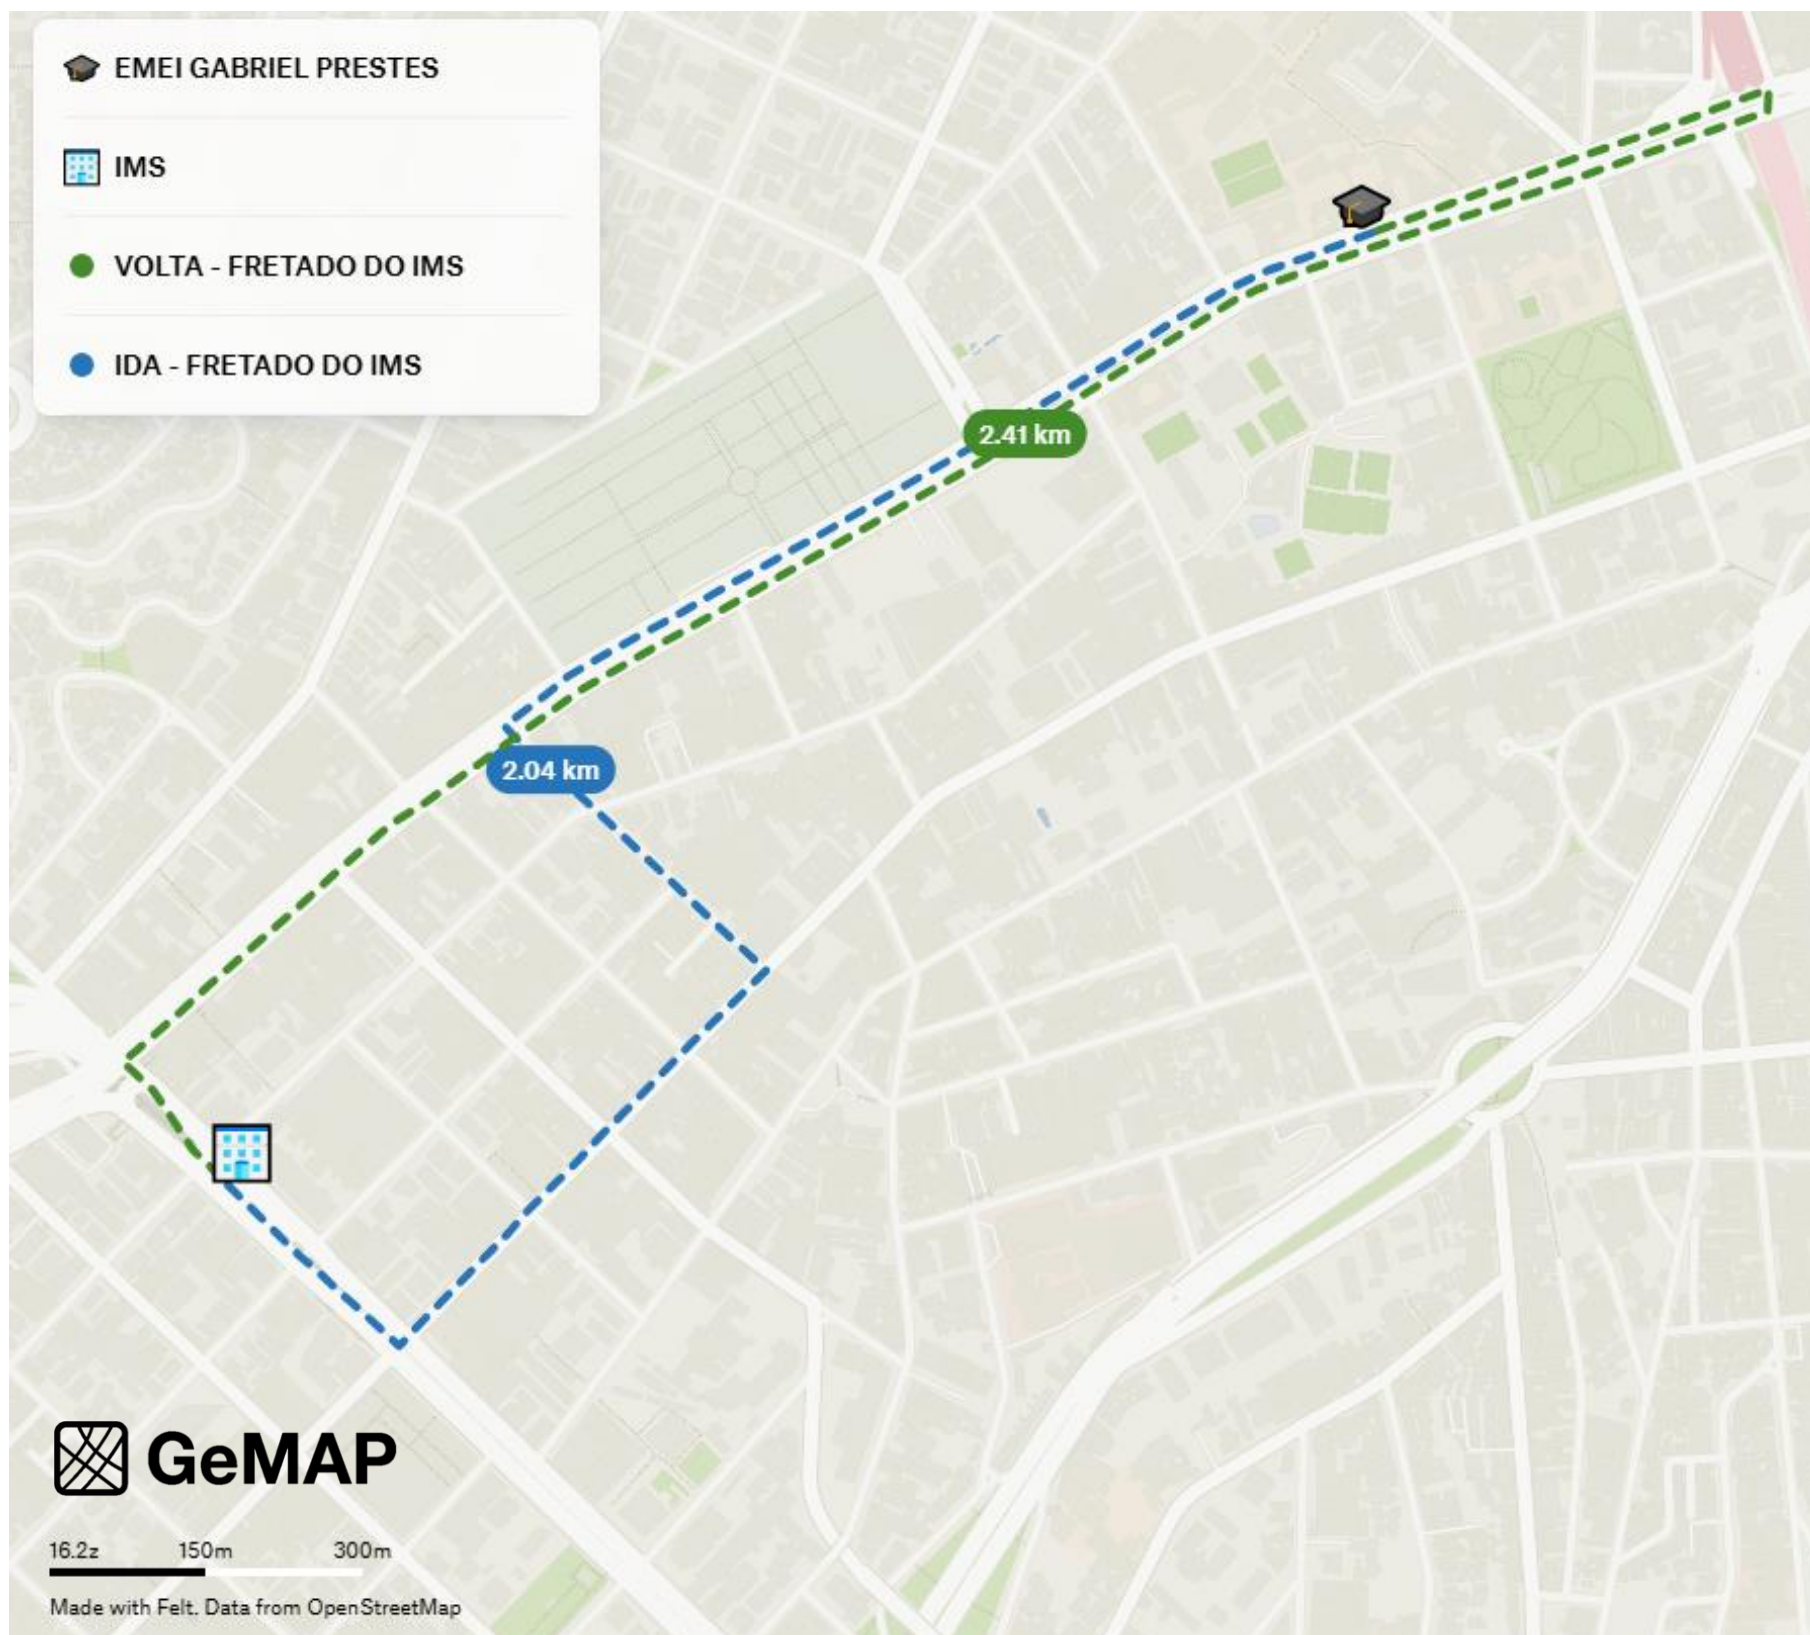 EMEI GABRIEL PRESTES
IMS
VOLTA - FRETADO DO IMS
IDA - FRETADO DO IMS
2.41 km
2.04 km
GeMAP
16.2z 150m 300m
Made with Felt. Data from OpenStreetMap